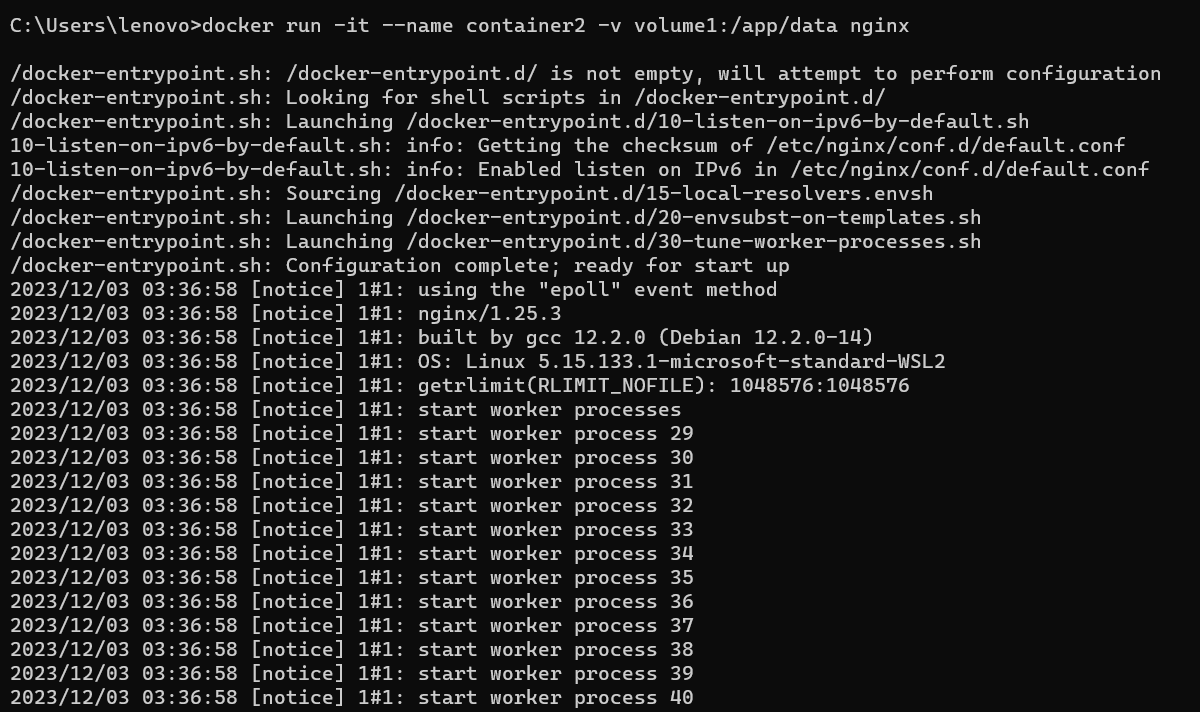 C:\Users\lenovo>docker run -it --name container2 -v volume1:/app/data nginx
/docker-entrypoint.sh: /docker-entrypoint.d/ is not empty, will attempt to perform configuration
/docker-entrypoint.sh: Looking for shell scripts in /docker-entrypoint.d/
/docker-entrypoint.sh: Launching /docker-entrypoint.d/10-listen-on-ipv6-by-default.sh
10-listen-on-ipv6-by-default.sh: info: Getting the checksum of /etc/nginx/conf.d/default.conf
10-listen-on-ipv6-by-default.sh: info: Enabled listen on IPv6 in /etc/nginx/conf.d/default.conf
/docker-entrypoint.sh: Sourcing /docker-entrypoint.d/15-local-resolvers.envsh
/docker-entrypoint.sh: Launching /docker-entrypoint.d/20-envsubst-on-templates.sh
/docker-entrypoint.sh: Launching /docker-entrypoint.d/30-tune-worker-processes.sh
/docker-entrypoint.sh: Configuration complete; ready for start up
2023/12/03 03:36:58 [notice] 1#1: using the "epoll" event method
2023/12/03 03:36:58 [notice] 1#1: nginx/1.25.3
2023/12/03 03:36:58 [notice] 1#1: built by gcc 12.2.0 (Debian 12.2.0-14)
2023/12/03 03:36:58 [notice] 1#1: OS: Linux 5.15.133.1-microsoft-standard-WSL2
2023/12/03 03:36:58 [notice] 1#1: getrlimit(RLIMIT_NOFILE): 1048576:1048576
2023/12/03 03:36:58 [notice] 1#1: start worker processes
2023/12/03 03:36:58 [notice] 1#1: start worker process 29
2023/12/03 03:36:58 [notice] 1#1: start worker process 30
2023/12/03 03:36:58 [notice] 1#1: start worker process 31
2023/12/03 03:36:58 [notice] 1#1: start worker process 32
2023/12/03 03:36:58 [notice] 1#1: start worker process 33
2023/12/03 03:36:58 [notice] 1#1: start worker process 34
2023/12/03 03:36:58 [notice] 1#1: start worker process 35
2023/12/03 03:36:58 [notice] 1#1: start worker process 36
2023/12/03 03:36:58 [notice] 1#1: start worker process 37
2023/12/03 03:36:58 [notice] 1#1: start worker process 38
2023/12/03 03:36:58 [notice] 1#1: start worker process 39
2023/12/03 03:36:58 [notice] 1#1: start worker process 40